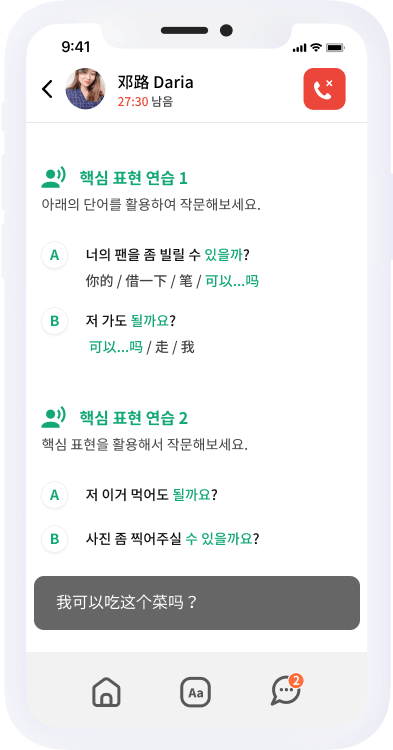 9:41
邓路 Daria
27:30 남음
핵심 표현 연습 1
아래의 단어를 활용하여 작문해보세요.
A 너의 팬을 좀 빌릴 수 있을까?
你的 / 借一下 / 笔 / 可以...吗
B 저 가도 될까요?
可以...吗 / 走 / 我
핵심 표현 연습 2
핵심 표현을 활용해서 작문해보세요.
A 저 이거 먹어도 될까요?
B 사진 좀 찍어주실 수 있을까요?
我可以吃这个菜吗？
Aa
2